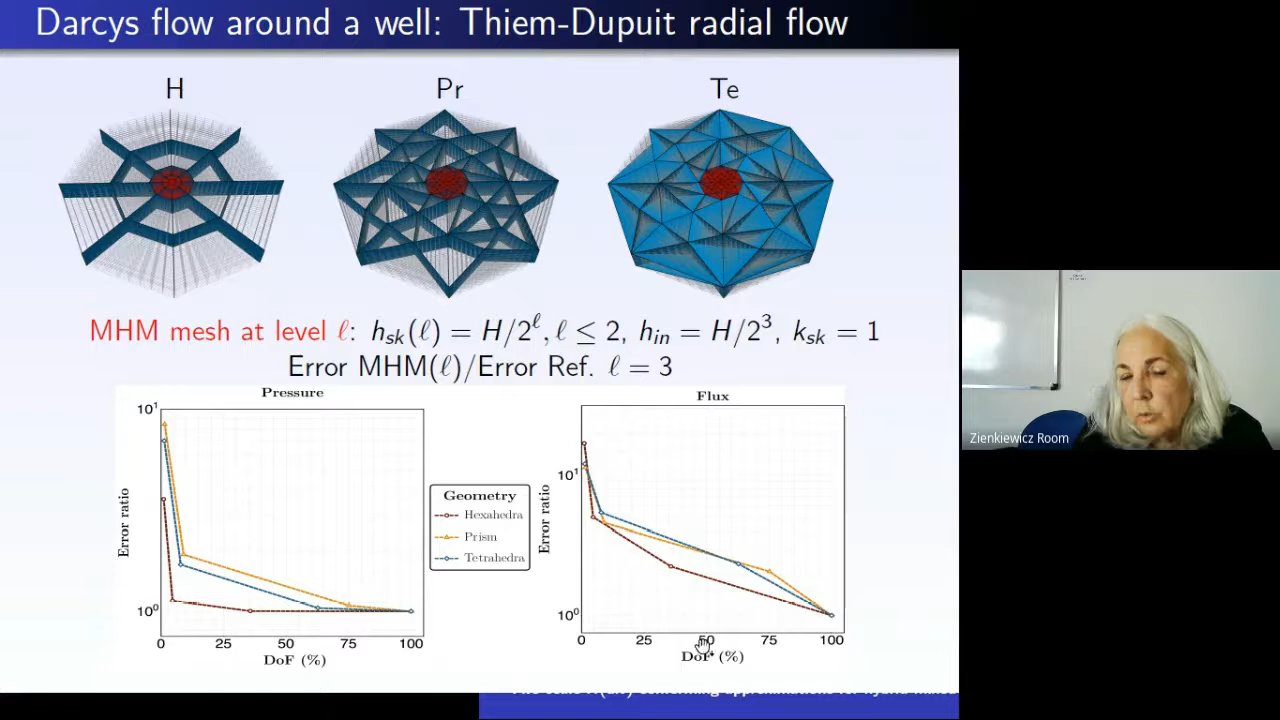 Darcys flow around a well: Thiem-Dupuit radial flow
H Pr Te
MHM mesh at level ℓ: h_sk(ℓ) = H/2^ℓ, ℓ ≤ 2, h_in = H/2^3, k_sk = 1
Error MHM(ℓ)/Error Ref. ℓ = 3
Pressure
10^1
10^0
Error ratio
0 25 50 75 100
DoF (%)
Geometry
Hexahedra
Prism
Tetrahedra
Flux
10^1
10^0
Error ratio
0 25 50 75 100
DoF (%)
Zienkiewicz Room